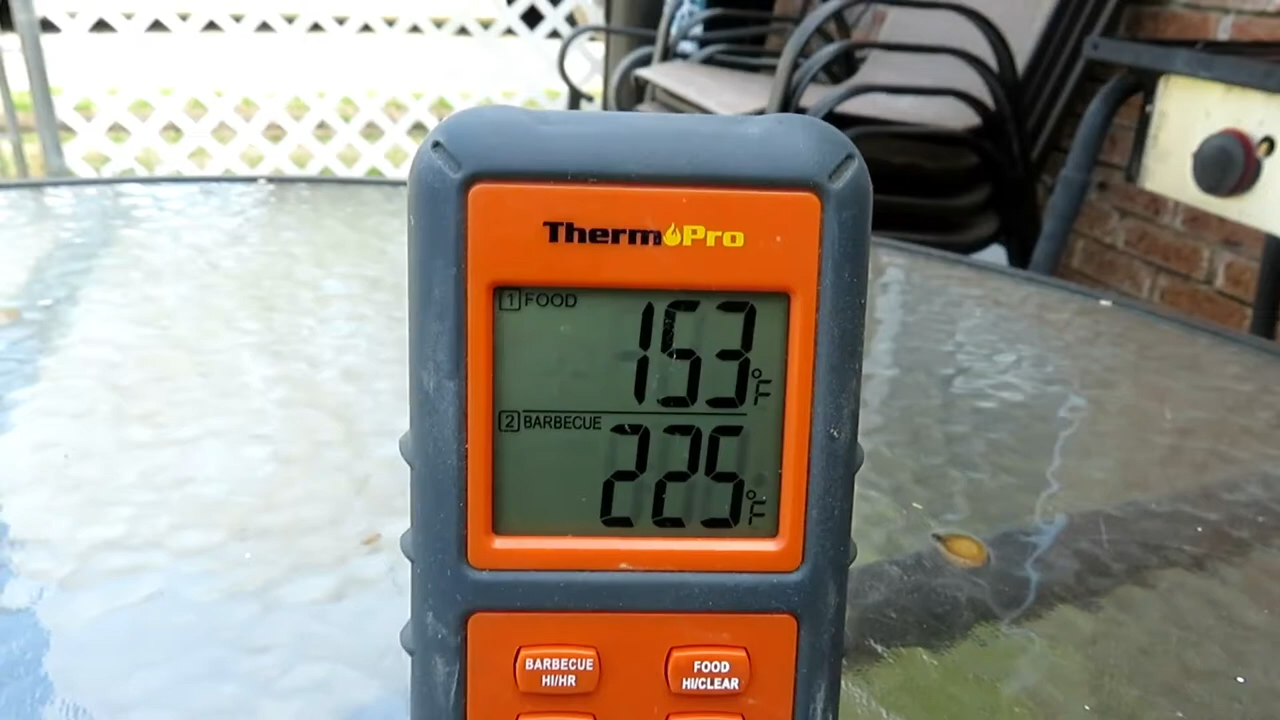 ThermoPro
1 FOOD
153 °F
2 BARBECUE
225 °F
BARBECUE FOOD
HI/HR HI/CLEAR